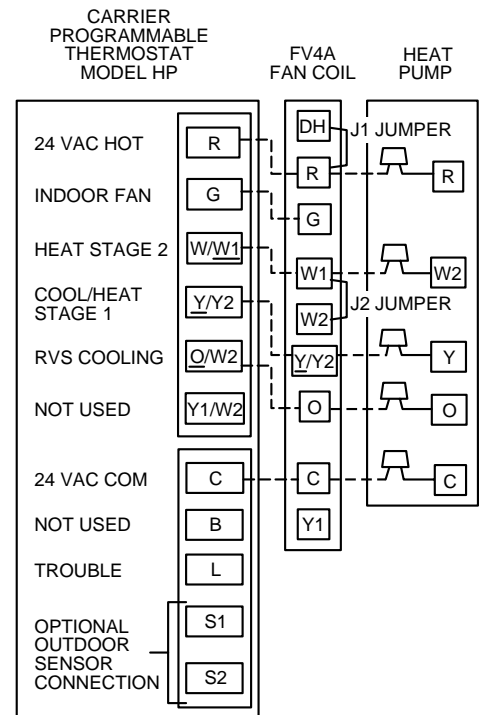 CARRIER
PROGRAMMABLE
THERMOSTAT
MODEL HP
FV4A
FAN COIL
HEAT
PUMP
24 VAC HOT
R
INDOOR FAN
G
HEAT STAGE 2
W/W1
COOL/HEAT
STAGE 1
Y/Y2
RVS COOLING
O/W2
NOT USED
Y1/W2
24 VAC COM
C
NOT USED
B
TROUBLE
L
OPTIONAL
OUTDOOR
SENSOR
CONNECTION
S1
S2
DH
J1 JUMPER
R
G
W1
J2 JUMPER
W2
Y/Y2
O
C
Y1
R
W2
Y
O
C